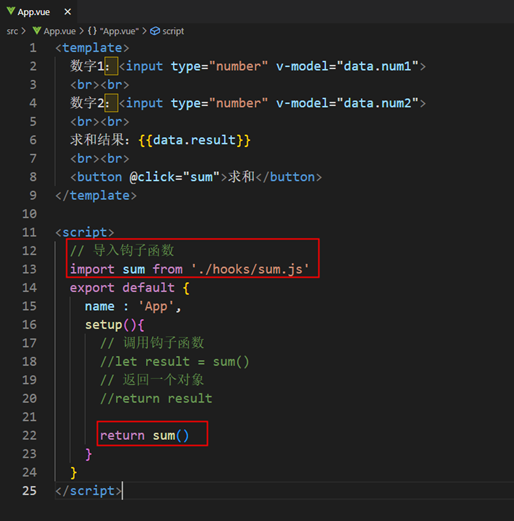 App.vue ×
src > App.vue > {} "App.vue" > script
1 <template>
2 数字1：<input type="number" v-model="data.num1">
3 <br><br>
4 数字2：<input type="number" v-model="data.num2">
5 <br><br>
6 求和结果：{{data.result}}
7 <br><br>
8 <button @click="sum">求和</button>
9 </template>
10
11 <script>
12 // 导入钩子函数
13 import sum from './hooks/sum.js'
14 export default {
15 name : 'App',
16 setup(){
17 // 调用钩子函数
18 //let result = sum()
19 // 返回一个对象
20 //return result
21
22 return sum()
23 }
24 }
25 </script>